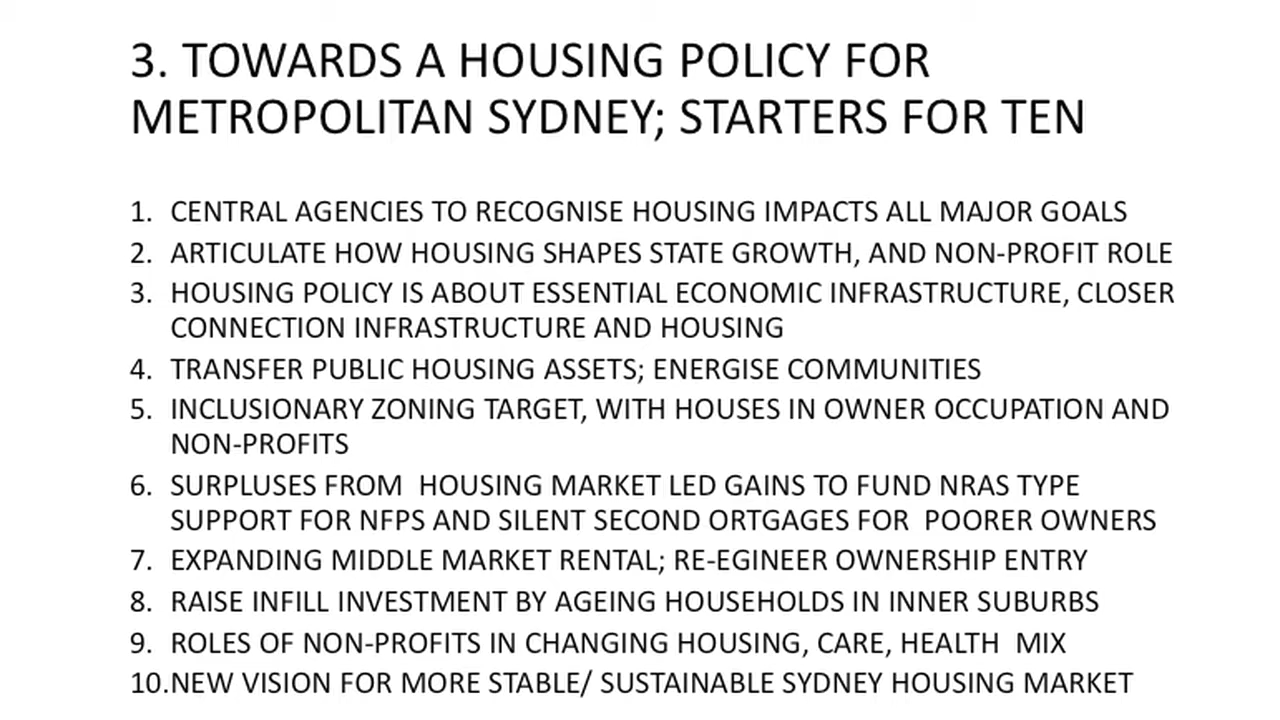 3. TOWARDS A HOUSING POLICY FOR
METROPOLITAN SYDNEY; STARTERS FOR TEN
1. CENTRAL AGENCIES TO RECOGNISE HOUSING IMPACTS ALL MAJOR GOALS
2. ARTICULATE HOW HOUSING SHAPES STATE GROWTH, AND NON-PROFIT ROLE
3. HOUSING POLICY IS ABOUT ESSENTIAL ECONOMIC INFRASTRUCTURE, CLOSER
CONNECTION INFRASTRUCTURE AND HOUSING
4. TRANSFER PUBLIC HOUSING ASSETS; ENERGISE COMMUNITIES
5. INCLUSIONARY ZONING TARGET, WITH HOUSES IN OWNER OCCUPATION AND
NON-PROFITS
6. SURPLUSES FROM  HOUSING MARKET LED GAINS TO FUND NRAS TYPE
SUPPORT FOR NFPS AND SILENT SECOND ORTGAGES FOR  POORER OWNERS
7. EXPANDING MIDDLE MARKET RENTAL; RE-EGINEER OWNERSHIP ENTRY
8. RAISE INFILL INVESTMENT BY AGEING HOUSEHOLDS IN INNER SUBURBS
9. ROLES OF NON-PROFITS IN CHANGING HOUSING, CARE, HEALTH  MIX
10.NEW VISION FOR MORE STABLE/ SUSTAINABLE SYDNEY HOUSING MARKET